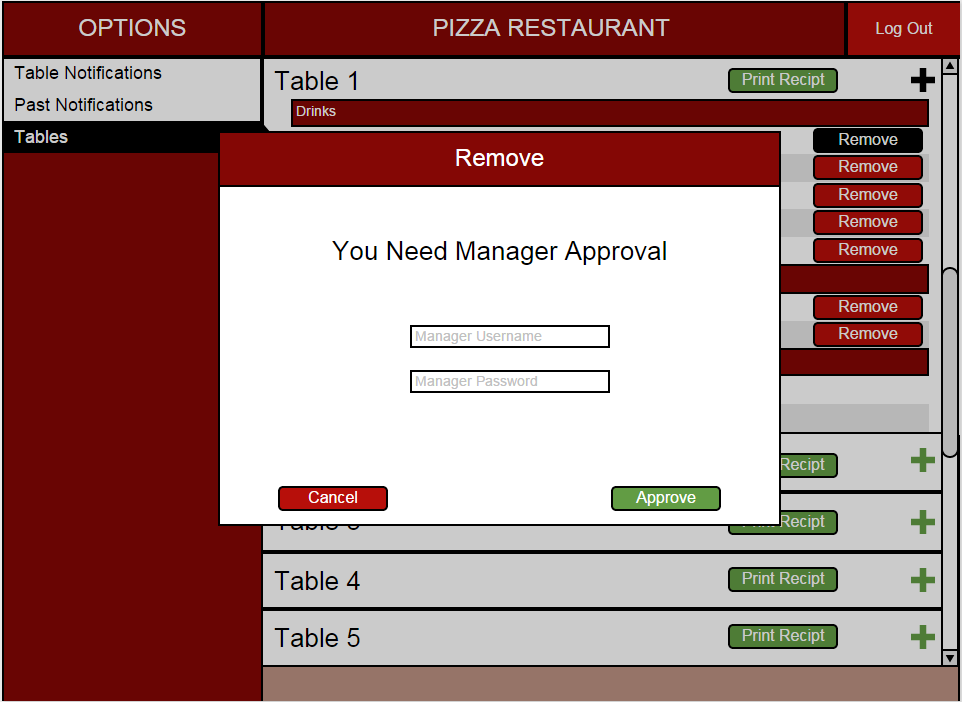 OPTIONS
PIZZA RESTAURANT
Log Out
Table Notifications
Past Notifications
Tables
Table 1
Print Recipt
Drinks
Remove
Remove
Remove
Remove
Remove
Remove
Remove
Remove
You Need Manager Approval
Manager Username
Manager Password
Cancel
Approve
Recipt
Print Recipt
Table 4
Print Recipt
Table 5
Print Recipt